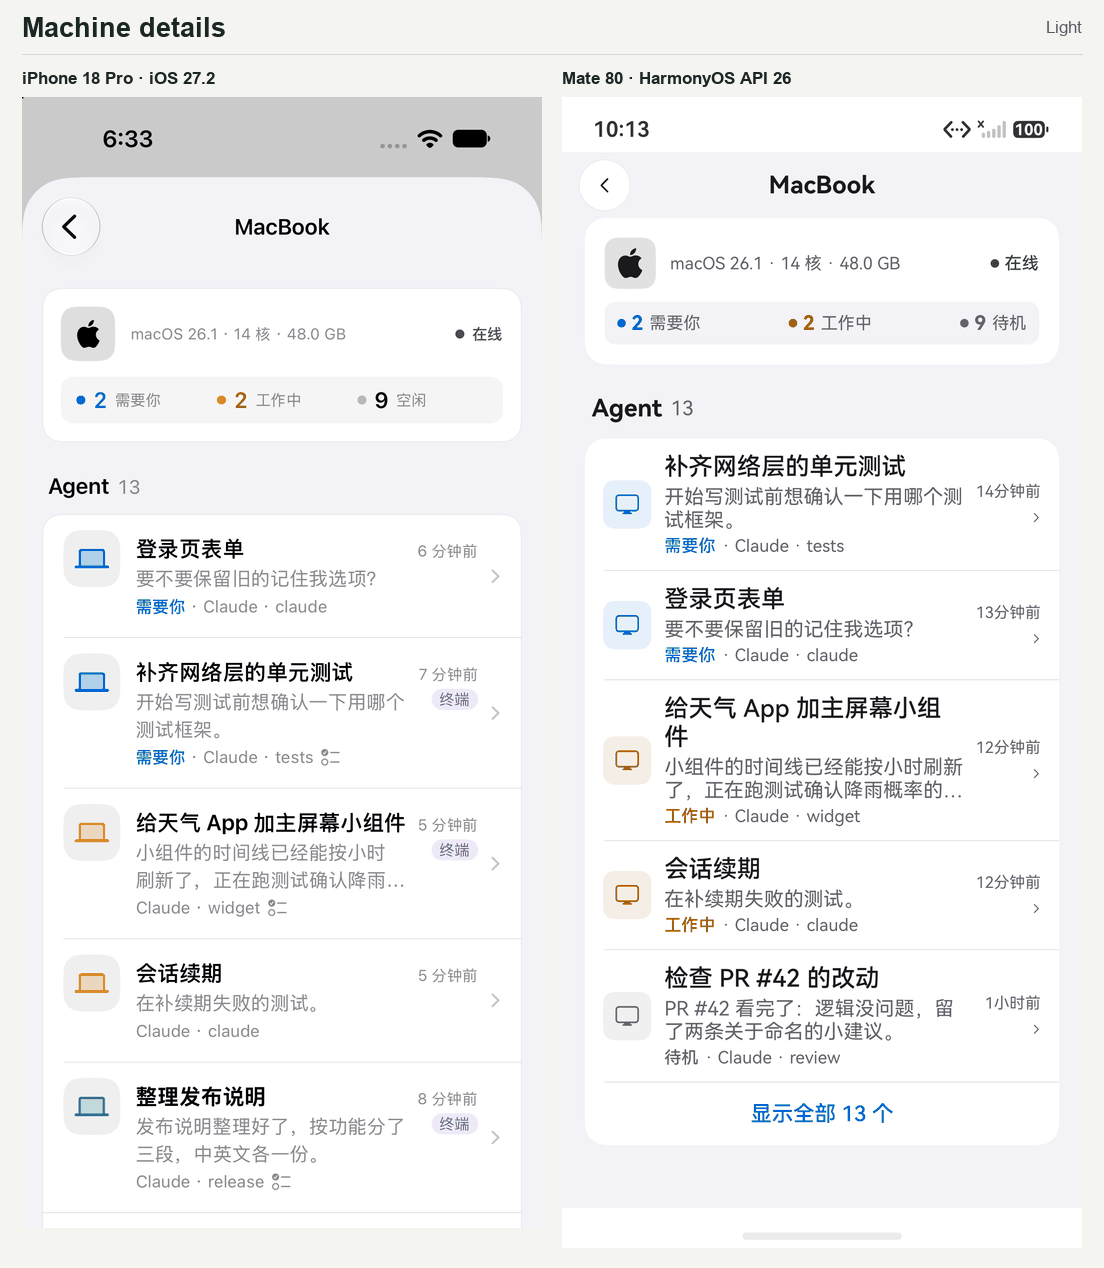 Machine details
Light
iPhone 18 Pro · iOS 27.2
6:33
MacBook
macOS 26.1 · 14 核 · 48.0 GB
在线
2 需要你
2 工作中
9 空闲
Agent 13
登录页表单
6 分钟前
要不要保留旧的记住我选项?
需要你 · Claude · claude
补齐网络层的单元测试
7 分钟前
开始写测试前想确认一下用哪个
终端
测试框架。
需要你 · Claude · tests
给天气 App 加主屏幕小组件
5 分钟前
小组件的时间线已经能按小时
终端
刷新了，正在跑测试确认降雨…
Claude · widget
会话续期
5 分钟前
在补续期失败的测试。
Claude · claude
整理发布说明
8 分钟前
发布说明整理好了，按功能分了
终端
三段，中英文各一份。
Claude · release
Mate 80 · HarmonyOS API 26
10:13
100
MacBook
macOS 26.1 · 14 核 · 48.0 GB
在线
2 需要你
2 工作中
9 待机
Agent 13
补齐网络层的单元测试
开始写测试前想确认一下用哪个测
14分钟前
试框架。
需要你 · Claude · tests
登录页表单
13分钟前
要不要保留旧的记住我选项?
需要你 · Claude · claude
给天气 App 加主屏幕小组
件
12分钟前
小组件的时间线已经能按小时刷新
了，正在跑测试确认降雨概率的…
工作中 · Claude · widget
会话续期
12分钟前
在补续期失败的测试。
工作中 · Claude · claude
检查 PR #42 的改动
1小时前
PR #42 看完了：逻辑没问题，留
了两条关于命名的小建议。
待机 · Claude · review
显示全部 13 个